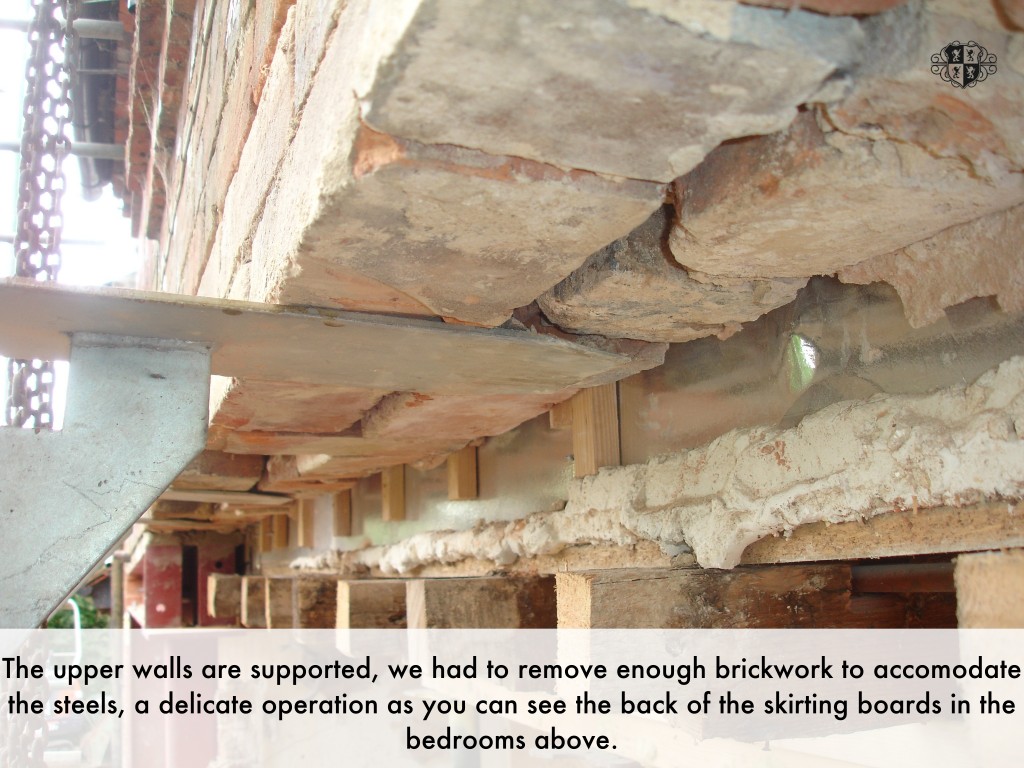 The upper walls are supported, we had to remove enough brickwork to accomodate
the steels, a delicate operation as you can see the back of the skirting boards in the
bedrooms above.